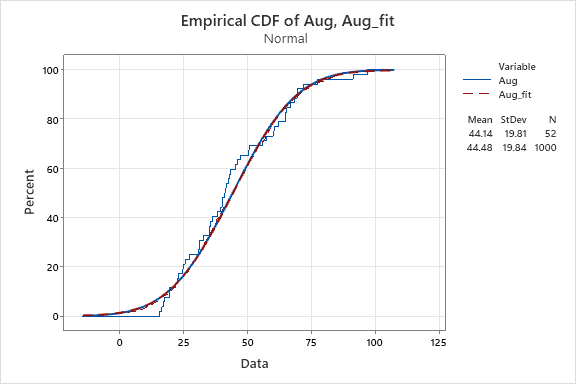 Empirical CDF of Aug, Aug_fit
Normal
Variable
Aug
Aug_fit
Mean StDev N
44.14 19.81 52
44.48 19.84 1000
100
80
60
40
20
0
Percent
0 25 50 75 100 125
Data